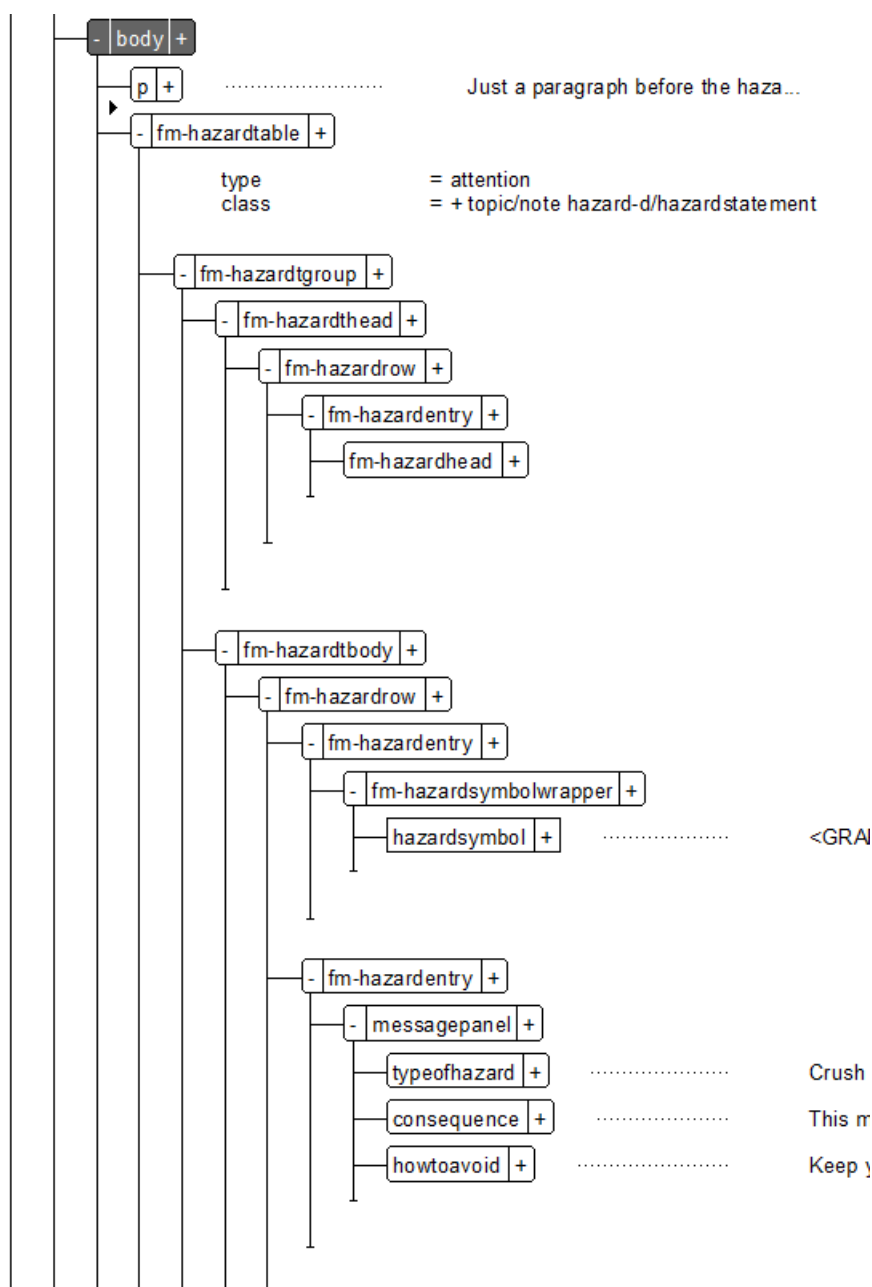 - body +
p + Just a paragraph before the haza...
- fm-hazardtable +
type = attention
class = + topic/note hazard-d/hazardstatement
- fm-hazardtgroup +
- fm-hazardthead +
- fm-hazardrow +
- fm-hazardentry +
fm-hazardhead +
- fm-hazardtbody +
- fm-hazardrow +
- fm-hazardentry +
- fm-hazardsymbolwrapper +
hazardsymbol + <GRA
- fm-hazardentry +
- messagepanel +
typeofhazard + Crush
consequence + This m
howtoavoid + Keep y